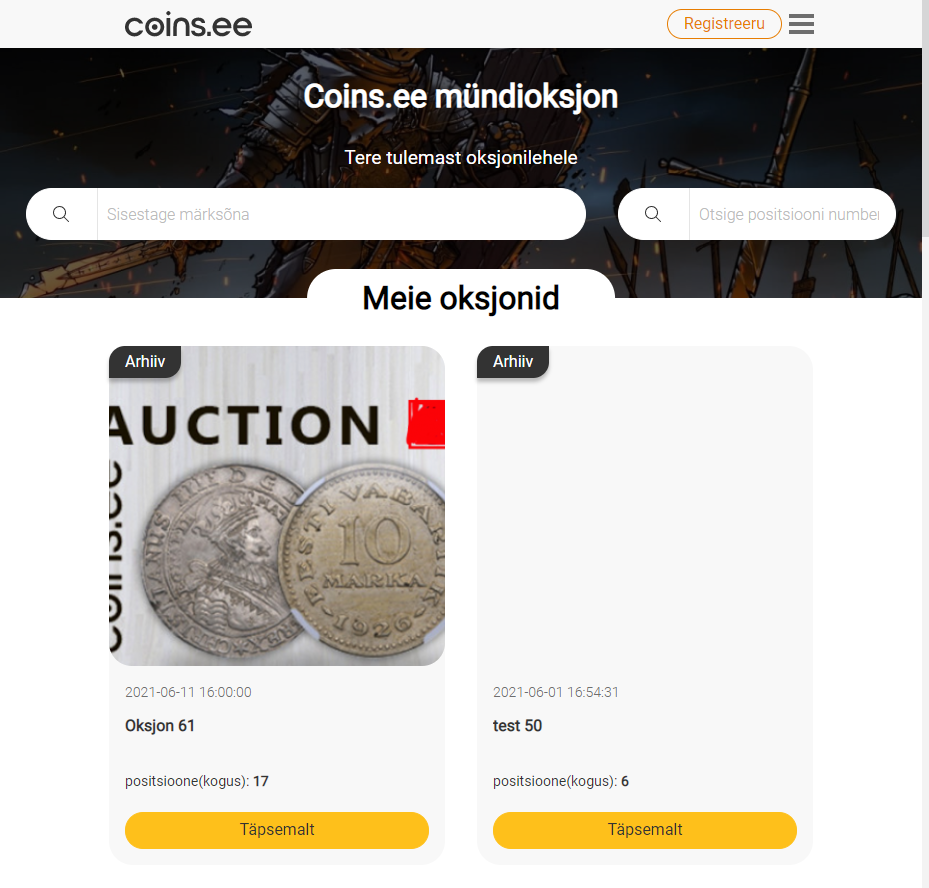 coins.ee
Registreeru
Coins.ee mündioksjon
Tere tulemast oksjonilehele
Sisestage märksõna
Otsige positsiooni number
Meie oksjonid
Arhiiv
AUCTION
coins.ee
10
MARKA
EESTI VABARIIK
1926
2021-06-11 16:00:00
Oksjon 61
positsioone(kogus): 17
Täpsemalt
Arhiiv
2021-06-01 16:54:31
test 50
positsioone(kogus): 6
Täpsemalt